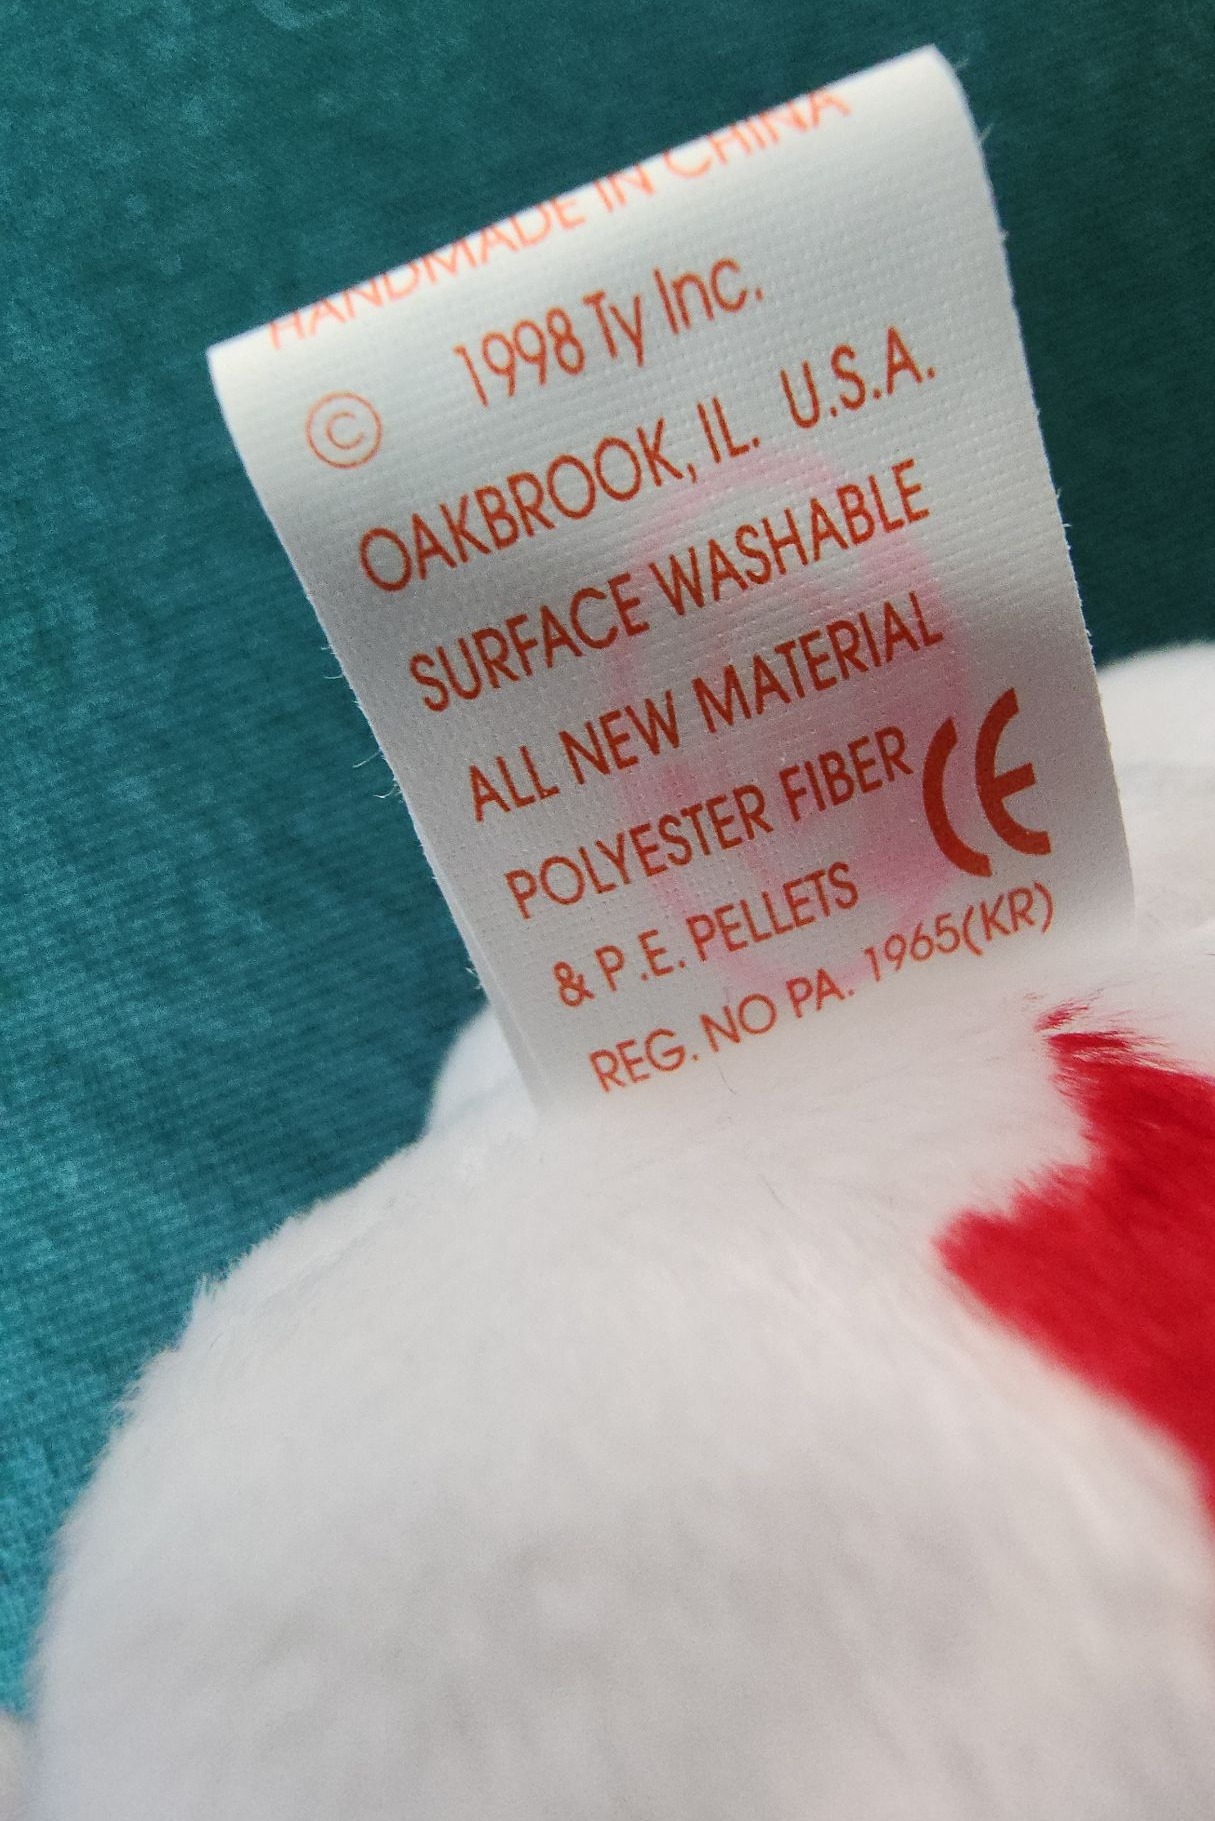 HANDMADE IN CHINA
© 1998 Ty Inc.
OAKBROOK, IL. U.S.A.
SURFACE WASHABLE
ALL NEW MATERIAL
POLYESTER FIBER
& P.E. PELLETS CE
REG. NO PA. 1965(KR)